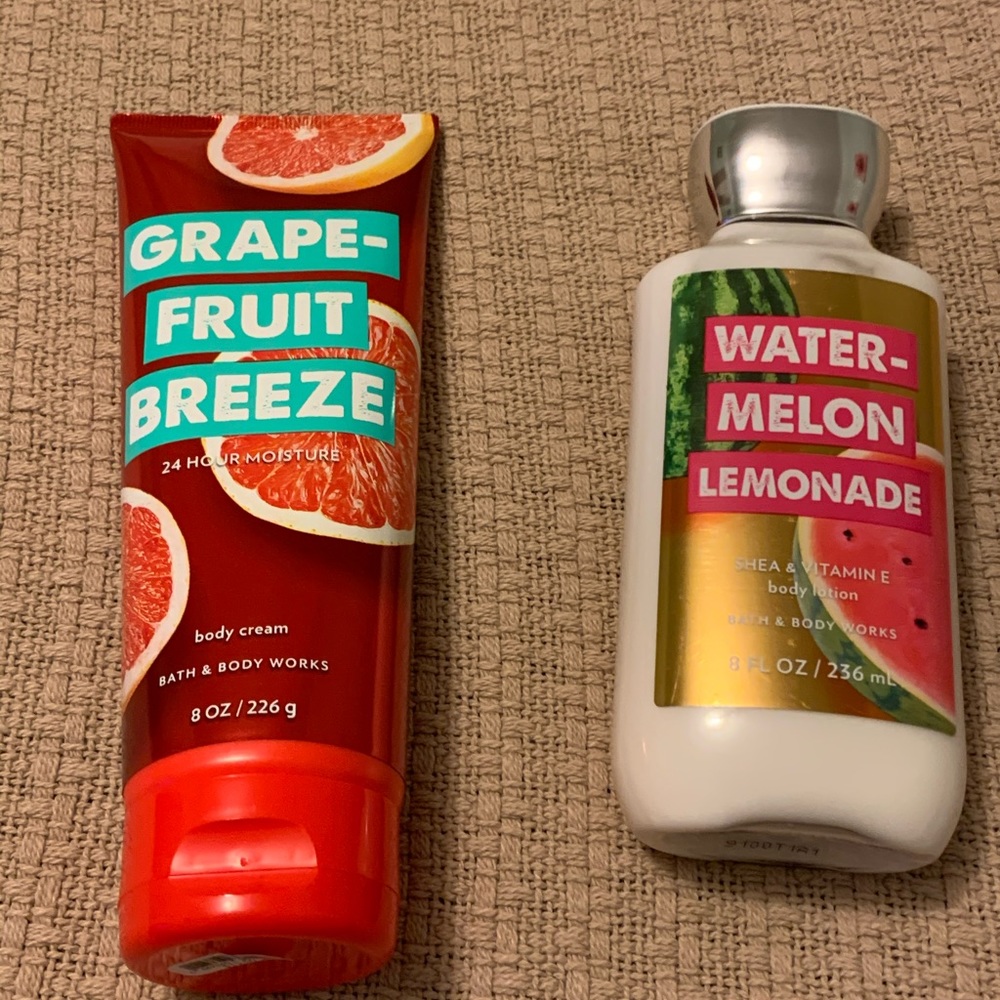 GRAPE-
FRUIT
BREEZE
24 HOUR MOISTURE
body cream
BATH & BODY WORKS
8 OZ / 226 g
WATER-
MELON
LEMONADE
SHEA & VITAMIN E
body lotion
BATH & BODY WORKS
8 FL OZ / 236 mL